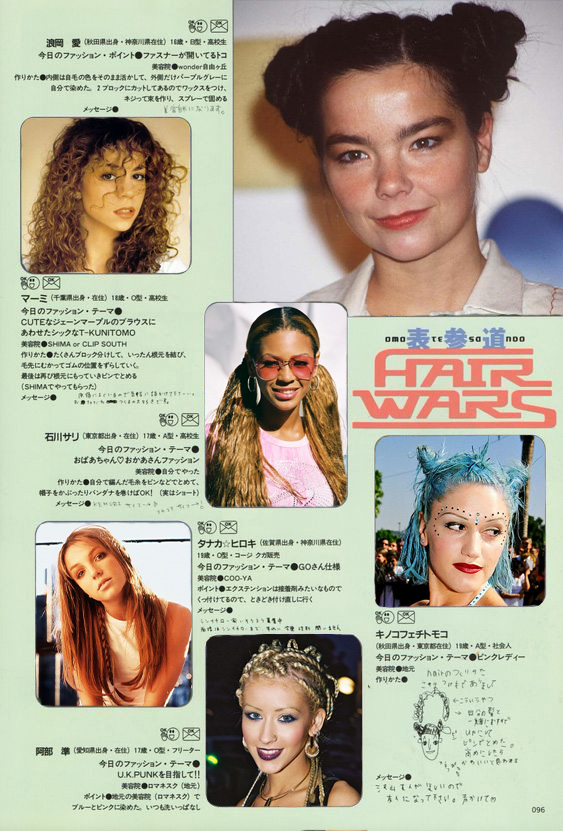 浪岡 愛(秋田県出身・神奈川県在住)16歳・B型・高校生
今日のファッション・ポイント●ファスナーが開いてるトコ
美容院●wonder自由ヶ丘
作りかた●内側は自毛の色をそのまま活かして、外側だけパープルグレーに
自分で染めた。2ブロックにカットしてあるのでワックスをつけ、
ネジって束を作り、スプレーで固める
メッセージ●
マーミ(千葉県出身・在住)18歳・O型・高校生
今日のファッション・テーマ●
CUTEなジェーンマープルのブラウスに
あわせたシックなT-KUNITOMO
美容院●SHIMA or CLIP SOUTH
作りかた●たくさんブロック分けして、いったん根元を結び、
毛先にむかってゴムの位置をずらしていく。
最後は再び根元にもっていきピンでとめる
(SHIMAでやってもらった)
メッセージ●
OMO表TE参SA道NDO
HAIR
WARS
石川サリ(東京都出身・在住)17歳・A型・高校生
今日のファッション・テーマ●
おばあちゃん♡おかあさんファッション
美容院●自分でやった
作りかた●自分で編んだ毛糸をピンなどでとめて、
帽子をかぶったりバンダナを巻けばOK!(実はショート)
メッセージ●
タナカ☆ヒロキ(佐賀県出身・神奈川県在住)
19歳・O型・コージ クガ販売
今日のファッション・テーマ●GOさん仕様
美容院●COO-YA
ポイント●エクステンションは接着剤みたいなもので
くっつけてるので、ときどき付け直しに行く
メッセージ●
キノコフェチトモコ
(秋田県出身・東京都在住)19歳・A型・社会人
今日のファッション・テーマ●ピンクレディー
美容院●地元
作りかた●
メッセージ●
阿部 準(愛知県出身・在住)17歳・O型・フリーター
今日のファッション・テーマ●
U.K.PUNKを目指して!!
美容院●ロマネスク(地元)
ポイント●地元の美容院(ロマネスク)で
ブルーとピンクに染めた。いつも洗いっぱなし
096